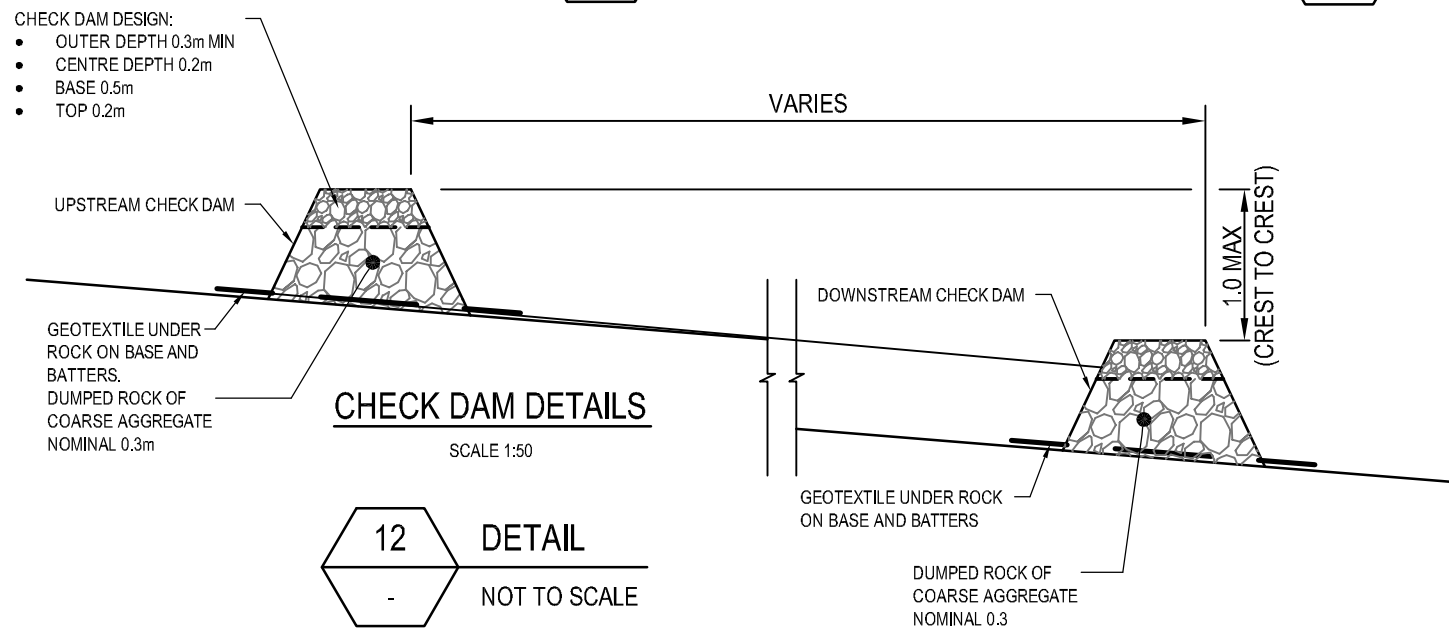 CHECK DAM DESIGN:
• OUTER DEPTH 0.3m MIN
• CENTRE DEPTH 0.2m
• BASE 0.5m
• TOP 0.2m
VARIES
UPSTREAM CHECK DAM
1.0 MAX
(CREST TO CREST)
DOWNSTREAM CHECK DAM
GEOTEXTILE UNDER
ROCK ON BASE AND
BATTERS.
DUMPED ROCK OF
COARSE AGGREGATE
NOMINAL 0.3m
CHECK DAM DETAILS
SCALE 1:50
GEOTEXTILE UNDER ROCK
ON BASE AND BATTERS
12 DETAIL
- NOT TO SCALE
DUMPED ROCK OF
COARSE AGGREGATE
NOMINAL 0.3